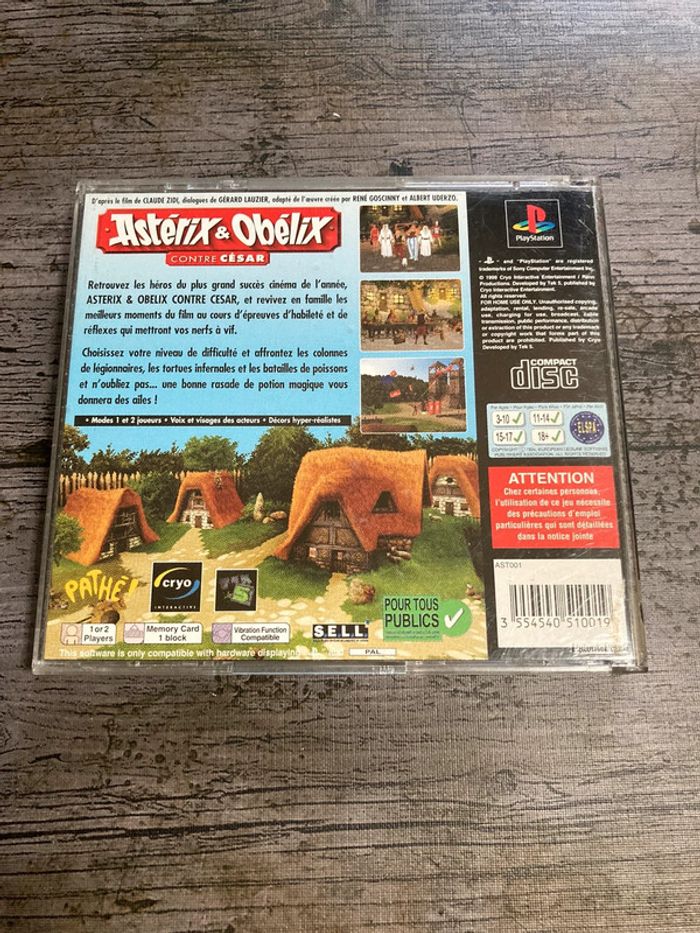 D'après le film de CLAUDE ZIDI, dialogues de GÉRARD LAUZIER, adapté de l'œuvre créée par RENÉ GOSCINNY et ALBERT UDERZO.
Astérix & Obélix
CONTRE CÉSAR
Retrouvez les héros du plus grand succès cinéma de l'année,
ASTERIX & OBELIX CONTRE CESAR, et revivez en famille les
meilleurs moments du film au cours d'épreuves d'habileté et de
réflexes qui mettront vos nerfs à vif.
Choisissez votre niveau de difficulté et affrontez les colonnes
de légionnaires, les tortues infernales et les batailles de poissons
et n'oubliez pas... une bonne rasade de potion magique vous
donnera des ailes !
• Modes 1 et 2 joueurs • Voix et visages des acteurs • Décors hyper-réalistes
PATHÉ!
cryo
INTERACTIVE
1 or 2
Players
Memory Card
1 block
Vibration Function
Compatible
S.E.L.L
POUR TOUS
PUBLICS
This software is only compatible with hardware displaying
and
PAL
PlayStation
and "PlayStation" are registered
trademarks of Sony Computer Entertainment Inc.
Productions. Developed by Tek 5, published by
Cryo Interactive Entertainment.
All rights reserved.
FOR HOME USE ONLY. Unauthorised copying,
adaptation, rental, lending, re-sale, arcade
use, charging for use, broadcast, cable
transmission, public performance, distribution
or extraction of this product or any trademark
or copyright work that forms part of this
product are prohibited. Published by Cryo
Developed by Tek 5.
COMPACT
disc
3-10
11-14
15-17
18+
ELSPA
ATTENTION
Chez certaines personnes,
l'utilisation de ce jeu nécessite
des précautions d'emploi
particulières qui sont détaillées
dans la notice jointe
AST001
3 554540 510019